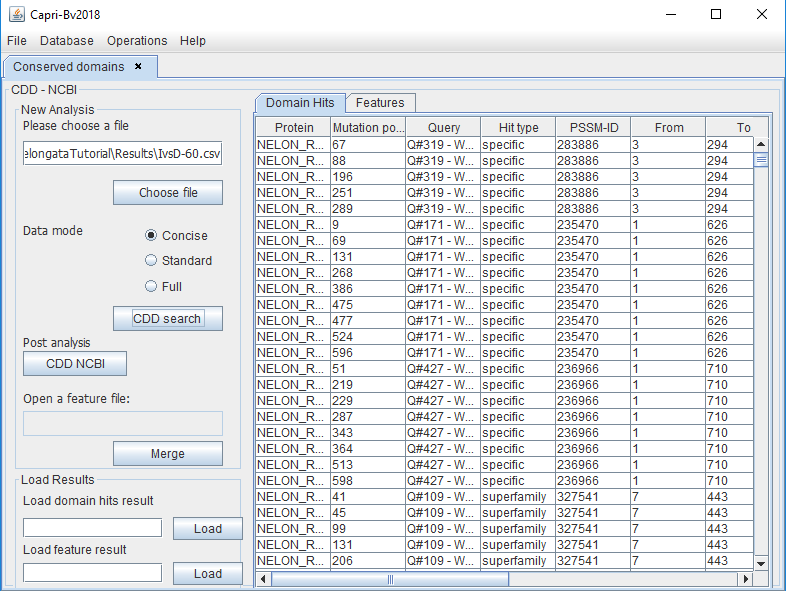 Capri-Bv2018
File Database Operations Help
Conserved domains ×
CDD - NCBI
New Analysis
Please choose a file
elongataTutorial\Results\IvsD-60.csv
Choose file
Data mode
Concise
Standard
Full
CDD search
Post analysis
CDD NCBI
Open a feature file:
Merge
Load Results
Load domain hits result
Load
Load feature result
Load
Domain Hits Features
Protein Mutation po... Query Hit type PSSM-ID From To
NELON_R... 67 Q#319 - W... specific 283886 3 294
NELON_R... 88 Q#319 - W... specific 283886 3 294
NELON_R... 196 Q#319 - W... specific 283886 3 294
NELON_R... 251 Q#319 - W... specific 283886 3 294
NELON_R... 289 Q#319 - W... specific 283886 3 294
NELON_R... 9 Q#171 - W... specific 235470 1 626
NELON_R... 69 Q#171 - W... specific 235470 1 626
NELON_R... 131 Q#171 - W... specific 235470 1 626
NELON_R... 268 Q#171 - W... specific 235470 1 626
NELON_R... 386 Q#171 - W... specific 235470 1 626
NELON_R... 475 Q#171 - W... specific 235470 1 626
NELON_R... 477 Q#171 - W... specific 235470 1 626
NELON_R... 524 Q#171 - W... specific 235470 1 626
NELON_R... 596 Q#171 - W... specific 235470 1 626
NELON_R... 51 Q#427 - W... specific 236966 1 710
NELON_R... 219 Q#427 - W... specific 236966 1 710
NELON_R... 229 Q#427 - W... specific 236966 1 710
NELON_R... 287 Q#427 - W... specific 236966 1 710
NELON_R... 343 Q#427 - W... specific 236966 1 710
NELON_R... 364 Q#427 - W... specific 236966 1 710
NELON_R... 513 Q#427 - W... specific 236966 1 710
NELON_R... 598 Q#427 - W... specific 236966 1 710
NELON_R... 41 Q#109 - W... superfamily 327541 7 443
NELON_R... 45 Q#109 - W... superfamily 327541 7 443
NELON_R... 99 Q#109 - W... superfamily 327541 7 443
NELON_R... 131 Q#109 - W... superfamily 327541 7 443
NELON_R... 206 Q#109 - W... superfamily 327541 7 443